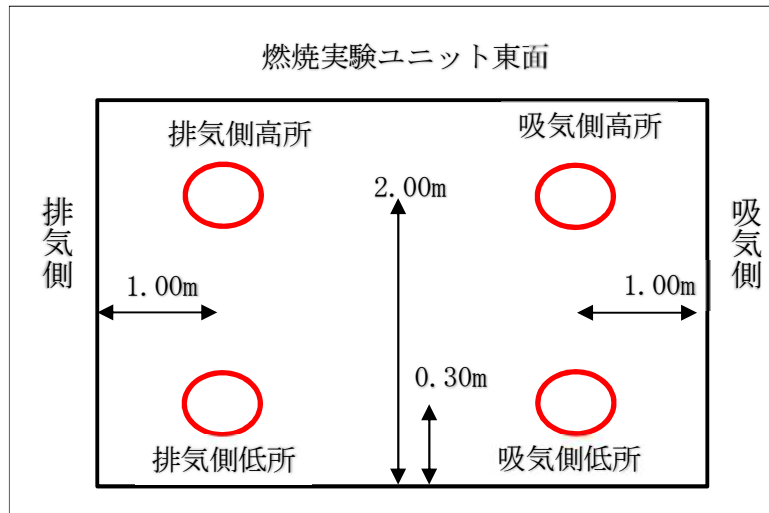 燃焼実験ユニット東面
排気側高所
吸気側高所
2.00m
排気側
吸気側
1.00m
1.00m
0.30m
排気側低所
吸気側低所